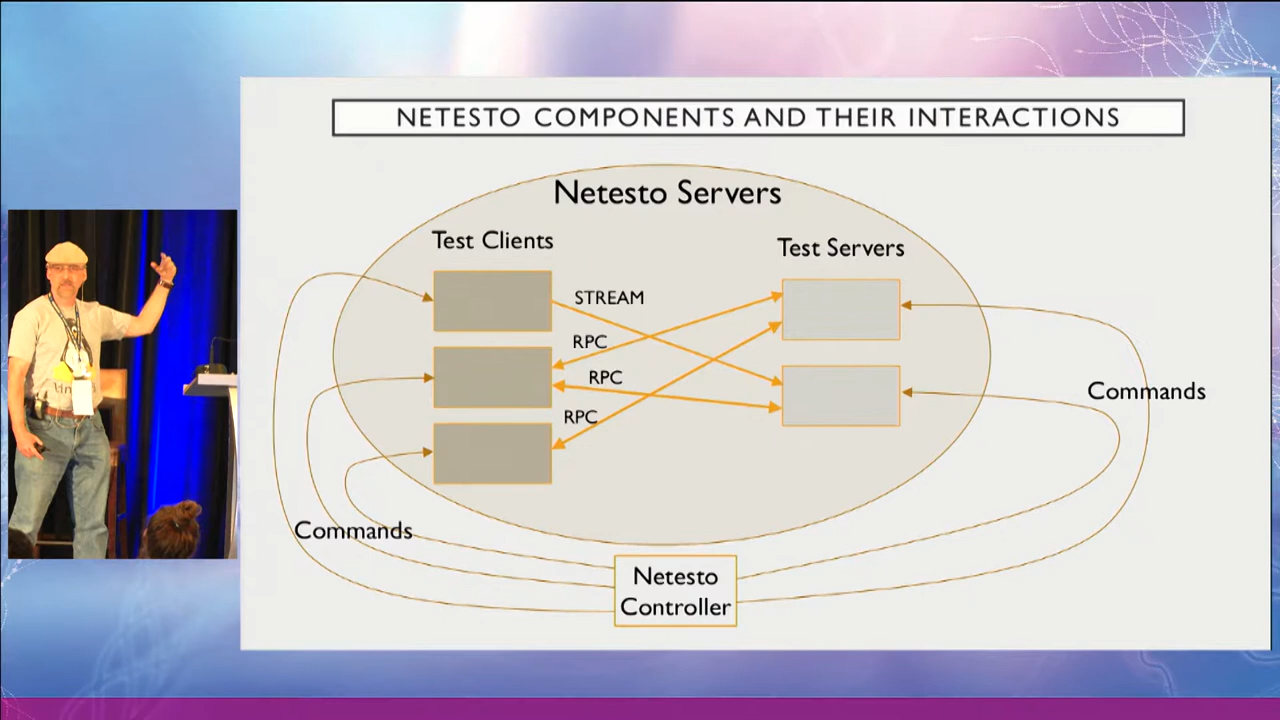 NETESTO COMPONENTS AND THEIR INTERACTIONS
Netesto Servers
Test Clients
Test Servers
STREAM
RPC
RPC
RPC
Commands
Commands
Netesto
Controller